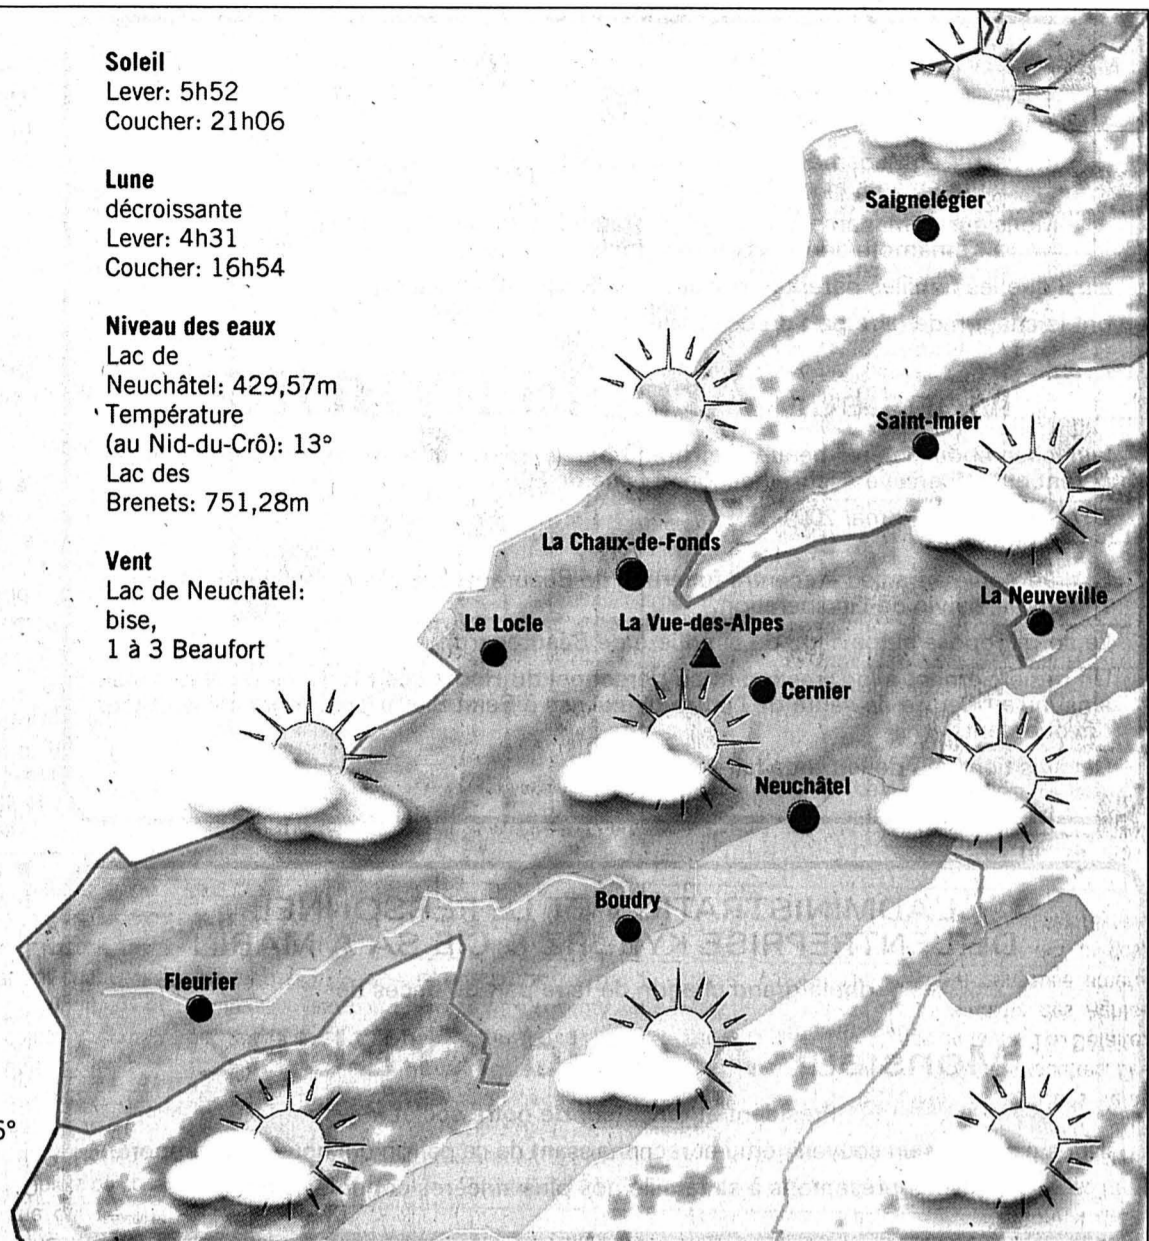 Soleil
Lever: 5h52
Coucher: 21h06
Lune
décroissante
Lever: 4h31
Coucher: 16h54
Niveau des eaux
Lac de
Neuchâtel: 429,57m
Température
(au Nid-du-Crô): 13°
Lac des
Brenets: 751,28m
Vent
Lac de Neuchâtel:
bise,
1 à 3 Beaufort
Saignelégier
Saint-Imier
La Chaux-de-Fonds
La Neuveville
Le Locle
La Vue-des-Alpes
Cernier
Neuchâtel
Boudry
Fleurier